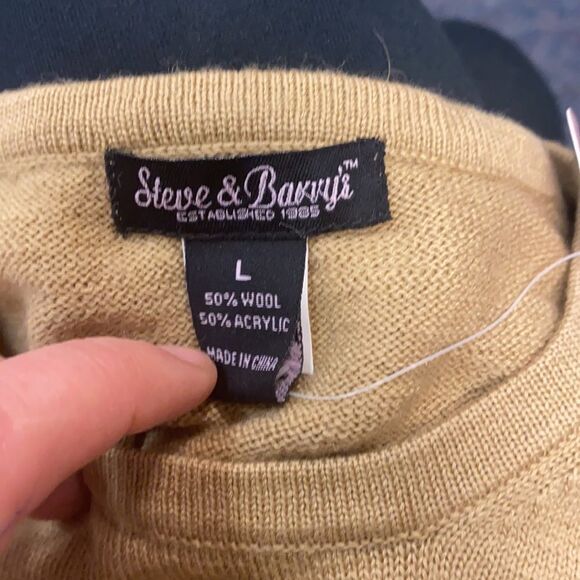 Steve & Barry's™
ESTABLISHED 1985
L
50% WOOL
50% ACRYLIC
MADE IN CHINA